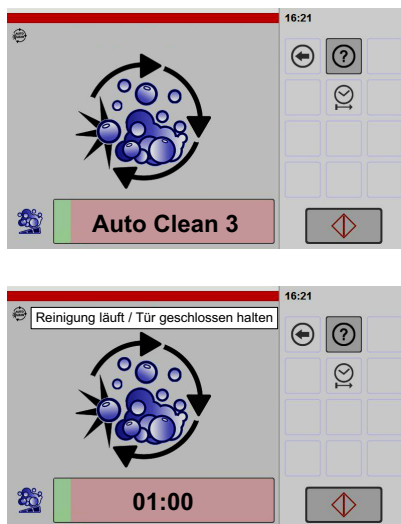 16:21
?
Auto Clean 3
16:21
Reinigung läuft / Tür geschlossen halten
?
01:00